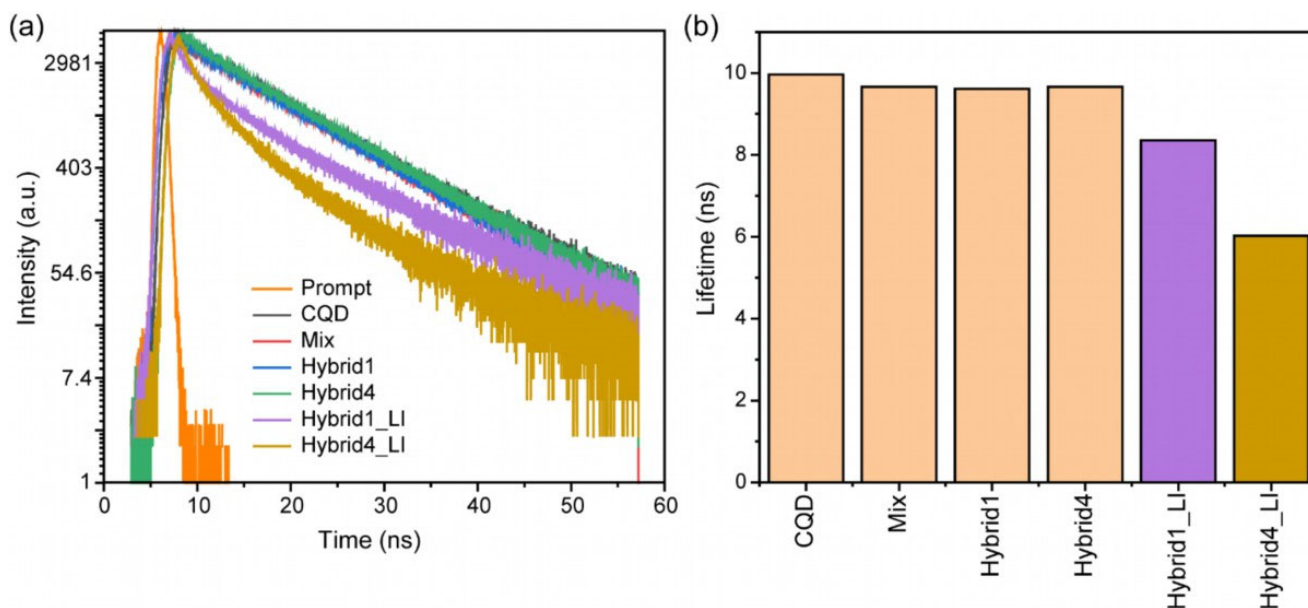 (a)
Intensity (a.u.)
2981
403
54.6
7.4
1
Prompt
CQD
Mix
Hybrid1
Hybrid4
Hybrid1_LI
Hybrid4_LI
0 10 20 30 40 50 60
Time (ns)
(b)
Lifetime (ns)
10
8
6
4
2
0
CQD
Mix
Hybrid1
Hybrid4
Hybrid1_LI
Hybrid4_LI